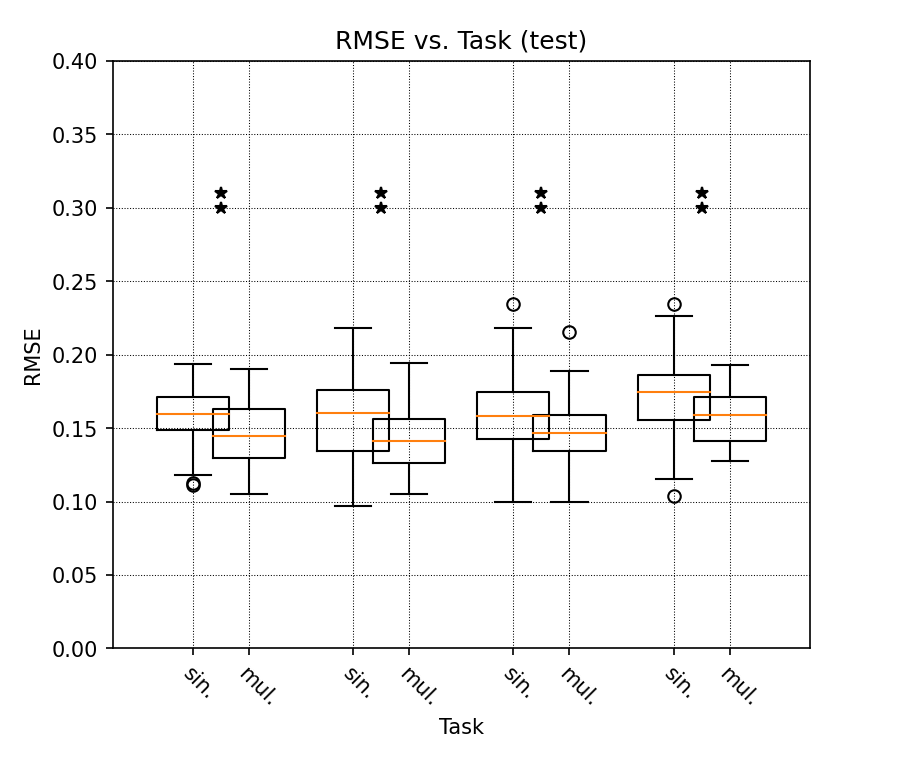 RMSE vs. Task (test)
0.40
0.35
0.30
0.25
0.20
0.15
0.10
0.05
0.00
RMSE
sin. mul. sin. mul. sin. mul. sin. mul.
Task